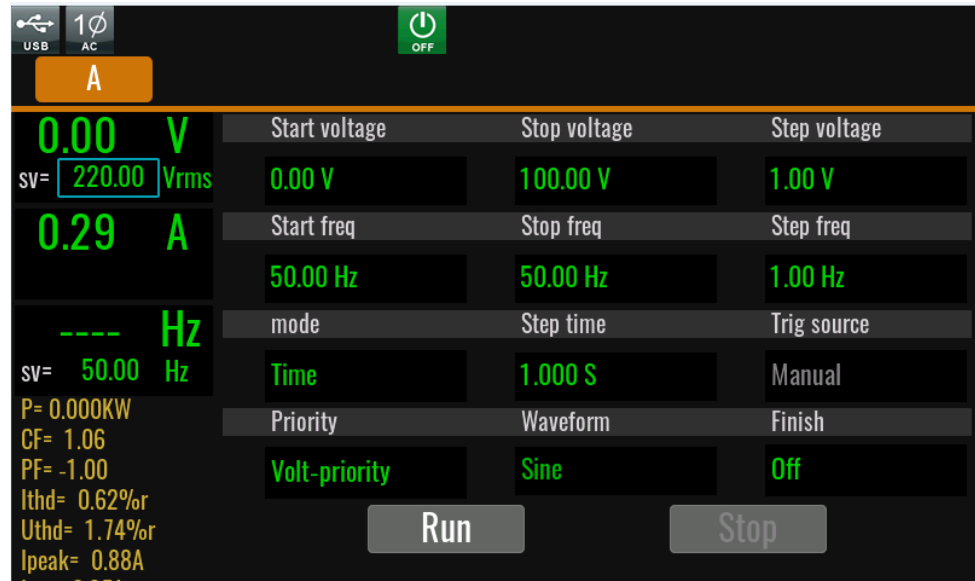 USB
1Ø
AC
OFF
A
0.00 V
sv= 220.00 Vrms
0.29 A
---- Hz
sv= 50.00 Hz
P= 0.000KW
CF= 1.06
PF= -1.00
Ithd= 0.62%r
Uthd= 1.74%r
Ipeak= 0.88A
Start voltage Stop voltage Step voltage
0.00 V 100.00 V 1.00 V
Start freq Stop freq Step freq
50.00 Hz 50.00 Hz 1.00 Hz
mode Step time Trig source
Time 1.000 S Manual
Priority Waveform Finish
Volt-priority Sine Off
Run Stop